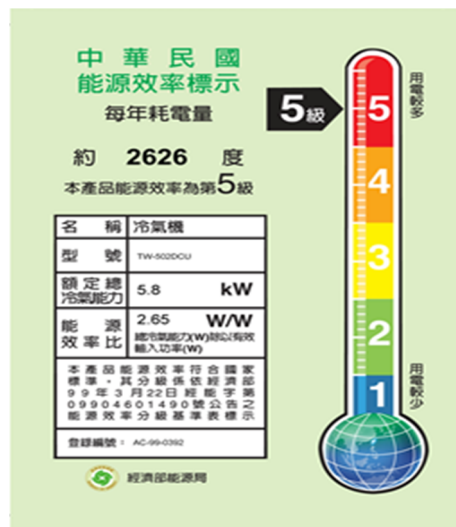 中華民國
能源效率標示
每年耗電量
約 2626 度
本產品能源效率為第5級
名稱 冷氣機
型號 TW-502DCU
額定總
冷氣能力 5.8 kW
能源
效率比 2.65 W/W
總冷氣能力(W)除以有效
輸入功率(W)
本產品能源效率符合國家
標準，其分級係依經濟部
99年3月22日經能字第
09904601490號公告之
能源效率分級基準表標示
登錄編號： AC-99-0392
經濟部能源局
5級
用電較多
5
4
3
2
1
用電較少